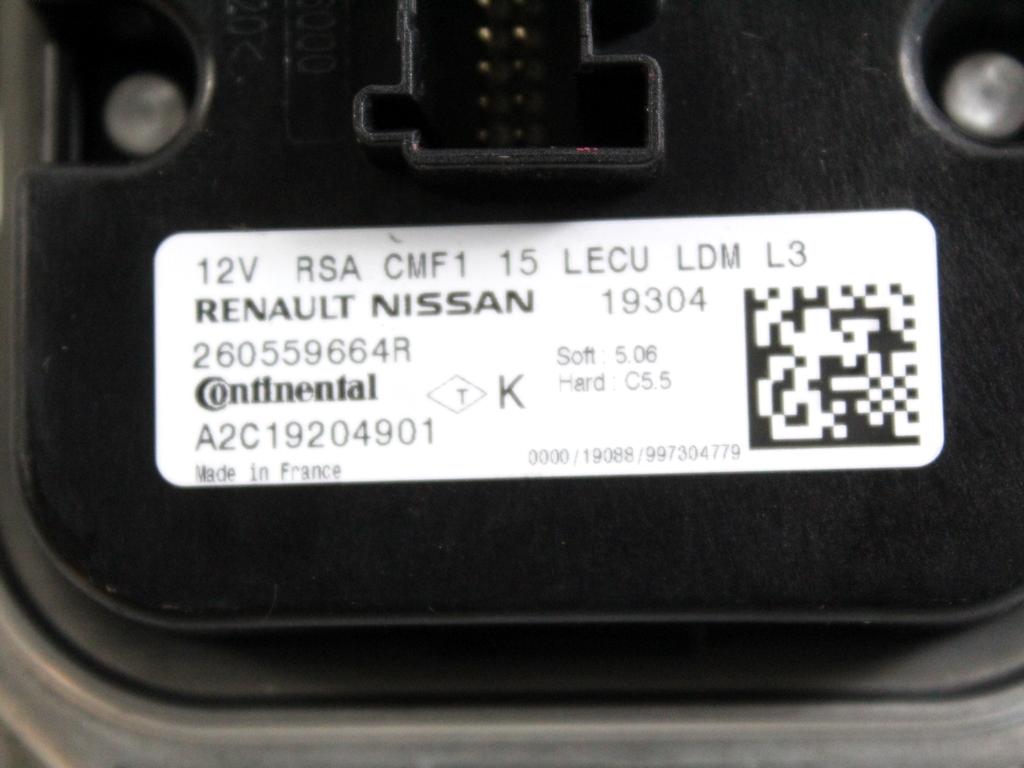 12V RSA CMF1 15 LECU LDM L3
RENAULT NISSAN 19304
260559664R
Soft : 5.06
Continental T K
Hard : C5.5
A2C19204901
0000/19088/997304779
Made in France